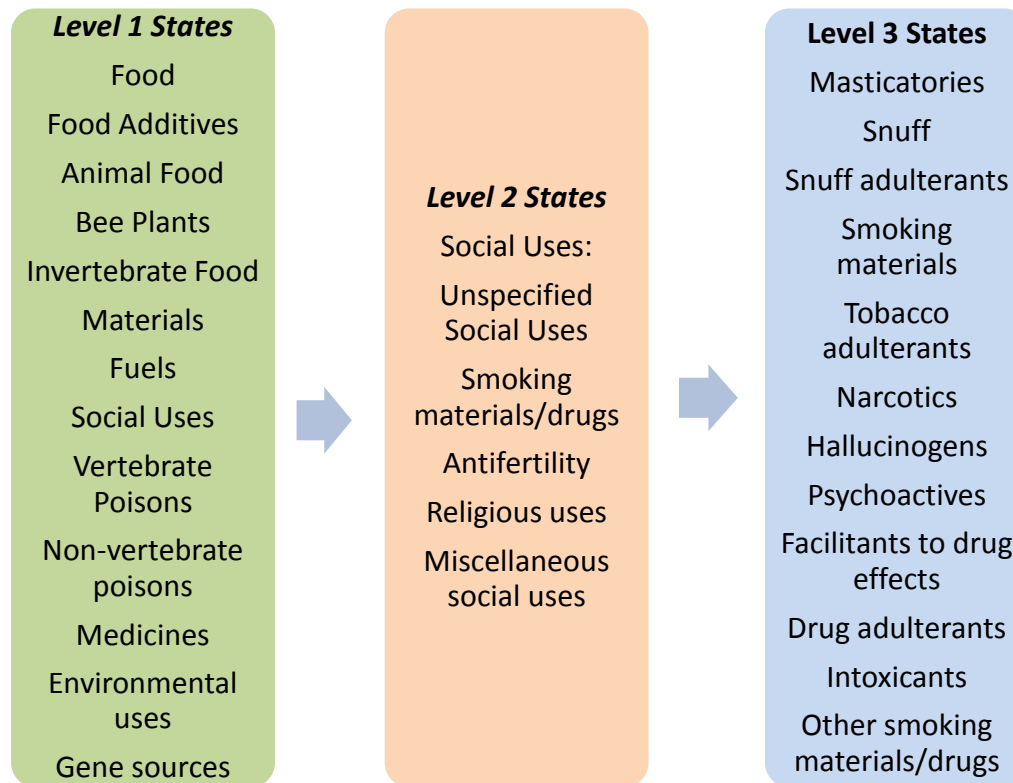 Level 1 States
Food
Food Additives
Animal Food
Bee Plants
Invertebrate Food
Materials
Fuels
Social Uses
Vertebrate
Poisons
Non-vertebrate
poisons
Medicines
Environmental
uses
Gene sources
Level 2 States
Social Uses:
Unspecified
Social Uses
Smoking
materials/drugs
Antifertility
Religious uses
Miscellaneous
social uses
Level 3 States
Masticatories
Snuff
Snuff adulterants
Smoking
materials
Tobacco
adulterants
Narcotics
Hallucinogens
Psychoactives
Facilitants to drug
effects
Drug adulterants
Intoxicants
Other smoking
materials/drugs